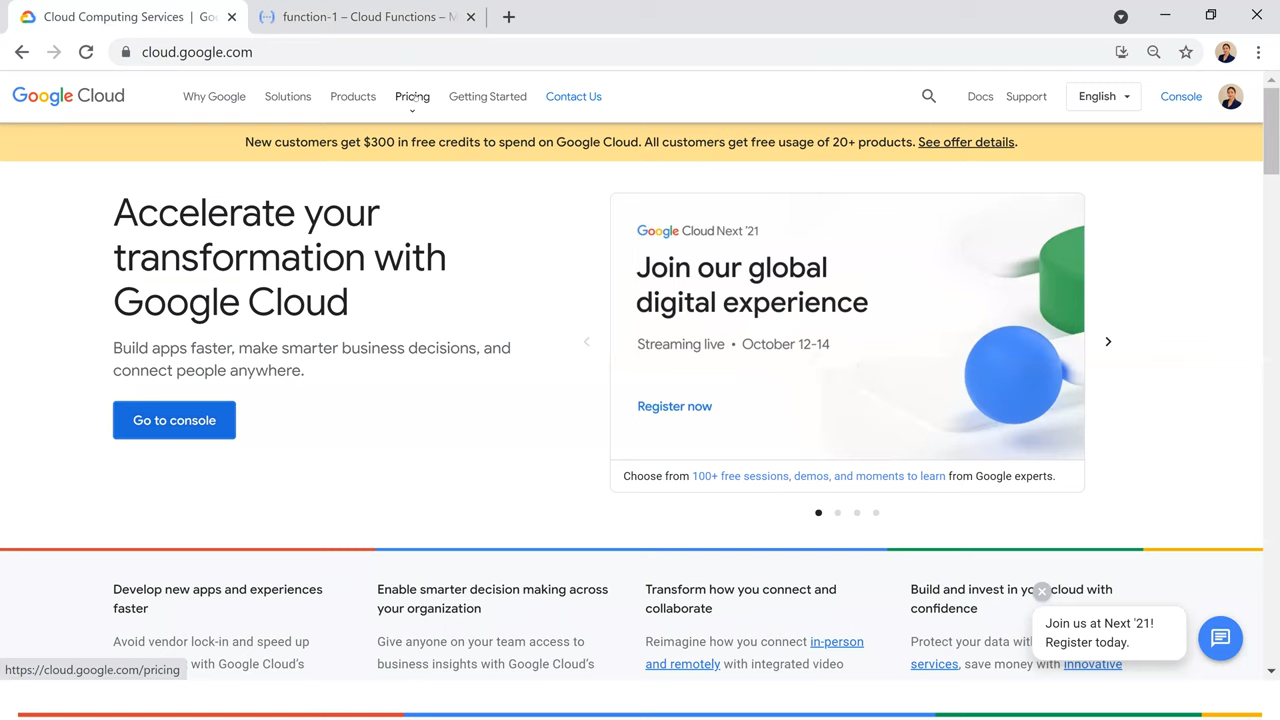 Cloud Computing Services | Go
function-1 – Cloud Functions – M
cloud.google.com
Google Cloud
Why Google
Solutions
Products
Pricing
Getting Started
Contact Us
Docs
Support
English
Console
New customers get $300 in free credits to spend on Google Cloud. All customers get free usage of 20+ products. See offer details.
Accelerate your
transformation with
Google Cloud
Build apps faster, make smarter business decisions, and
connect people anywhere.
Go to console
Google Cloud Next '21
Join our global
digital experience
Streaming live • October 12-14
Register now
Choose from 100+ free sessions, demos, and moments to learn from Google experts.
Develop new apps and experiences
faster
Avoid vendor lock-in and speed up
with Google Cloud's
Enable smarter decision making across
your organization
Give anyone on your team access to
business insights with Google Cloud's
Transform how you connect and
collaborate
Reimagine how you connect in-person
and remotely with integrated video
Build and invest in your cloud with
confidence
Protect your data with
services, save money with innovative
Join us at Next '21!
Register today.
https://cloud.google.com/pricing